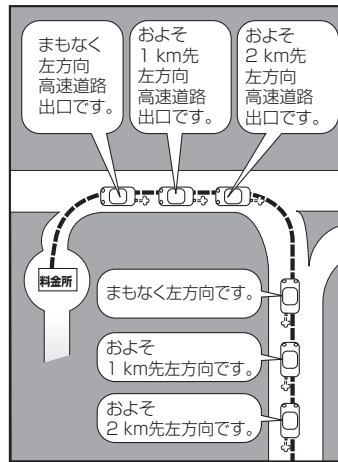 まもなく
左方向
高速道路
出口です。
およそ
1 km先
左方向
高速道路
出口です。
およそ
2 km先
左方向
高速道路
出口です。
料金所
まもなく左方向です。
およそ
1 km先左方向です。
およそ
2 km先左方向です。